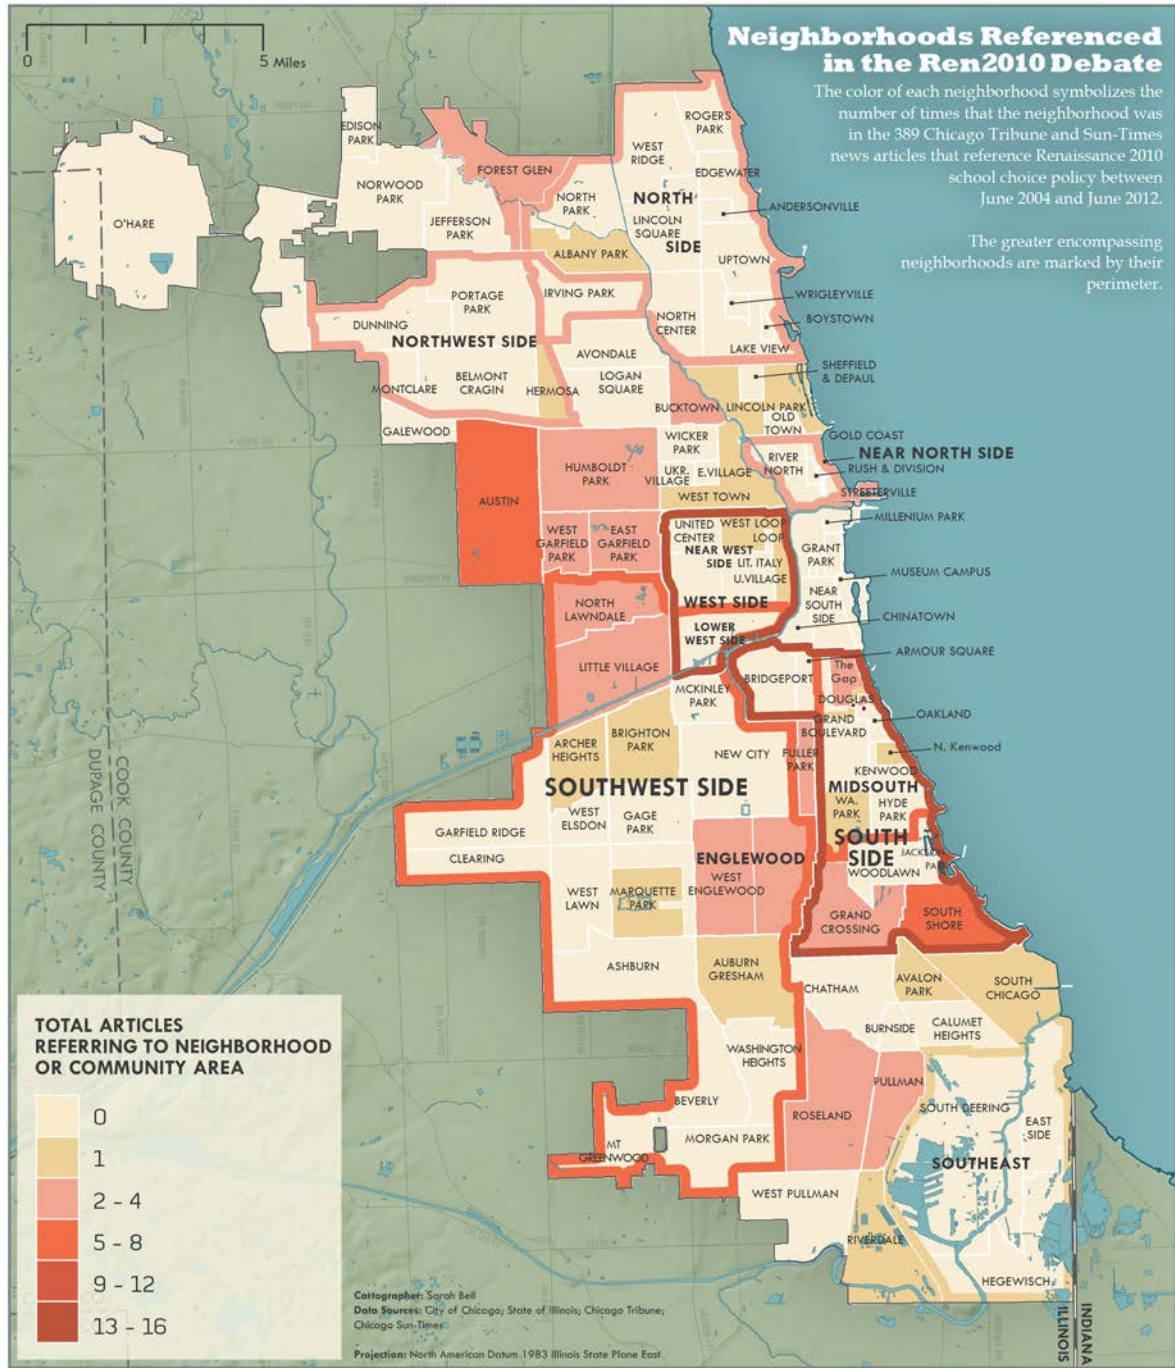 Neighborhoods Referenced
in the Ren2010 Debate
The color of each neighborhood symbolizes the
number of times that the neighborhood was
in the 389 Chicago Tribune and Sun-Times
news articles that reference Renaissance 2010
school choice policy between
June 2004 and June 2012.
The greater encompassing
neighborhoods are marked by their
perimeter.
0
5 Miles
EDISON
PARK
ROGERS
PARK
WEST
RIDGE
FOREST GLEN
EDGEWATER
NORWOOD
PARK
NORTH
PARK
NORTH
SIDE
ANDERSONVILLE
O'HARE
JEFFERSON
PARK
LINCOLN
SQUARE
ALBANY PARK
UPTOWN
PORTAGE
PARK
IRVING PARK
WRIGLEYVILLE
DUNNING
NORTH
CENTER
BOYSTOWN
NORTHWEST SIDE
AVONDALE
LAKE VIEW
SHEFFIELD
& DEPAUL
MONTCLARE
BELMONT
CRAGIN
HERMOSA
LOGAN
SQUARE
BUCKTOWN
LINCOLN PARK
OLD
TOWN
GALEWOOD
WICKER
PARK
GOLD COAST
NEAR NORTH SIDE
RIVER
NORTH
RUSH & DIVISION
HUMBOLDT
PARK
UKR.
VILLAGE
E.VILLAGE
STREETERVILLE
AUSTIN
WEST TOWN
MILLENIUM PARK
WEST
GARFIELD
PARK
EAST
GARFIELD
PARK
UNITED
CENTER
WEST LOOP
LOOP
NEAR WEST
SIDE
LIT. ITALY
U.VILLAGE
GRANT
PARK
MUSEUM CAMPUS
NORTH
LAWNDALE
WEST SIDE
NEAR
SOUTH
SIDE
CHINATOWN
LOWER
WEST SIDE
LITTLE VILLAGE
ARMOUR SQUARE
BRIDGEPORT
The
Gap
MCKINLEY
PARK
DOUGLAS
OAKLAND
GRAND
BOULEVARD
BRIGHTON
PARK
ARCHER
HEIGHTS
NEW CITY
FULLER
PARK
N. Kenwood
KENWOOD
SOUTHWEST SIDE
MIDSOUTH
WA.
PARK
HYDE
PARK
WEST
ELSDON
GAGE
PARK
GARFIELD RIDGE
SOUTH
SIDE
CLEARING
ENGLEWOOD
JACKSON
PARK
WOODLAWN
WEST
ENGLEWOOD
WEST
LAWN
MARQUETTE
PARK
GRAND
CROSSING
SOUTH
SHORE
ASHBURN
AUBURN
GRESHAM
CHATHAM
AVALON
PARK
SOUTH
CHICAGO
BURNSIDE
CALUMET
HEIGHTS
WASHINGTON
HEIGHTS
PULLMAN
BEVERLY
ROSELAND
SOUTH DEERING
EAST
SIDE
MT
GREENWOOD
MORGAN PARK
SOUTHEAST
WEST PULLMAN
RIVERDALE
HEGEWISCH
COOK COUNTY
DUPAGE COUNTY
ILLINOIS
INDIANA
TOTAL ARTICLES
REFERRING TO NEIGHBORHOOD
OR COMMUNITY AREA
0
1
2 - 4
5 - 8
9 - 12
13 - 16
Cartographer: Sarah Bell
Data Sources: City of Chicago; State of Illinois; Chicago Tribune;
Chicago Sun-Times
Projection: North American Datum 1983 Illinois State Plane East